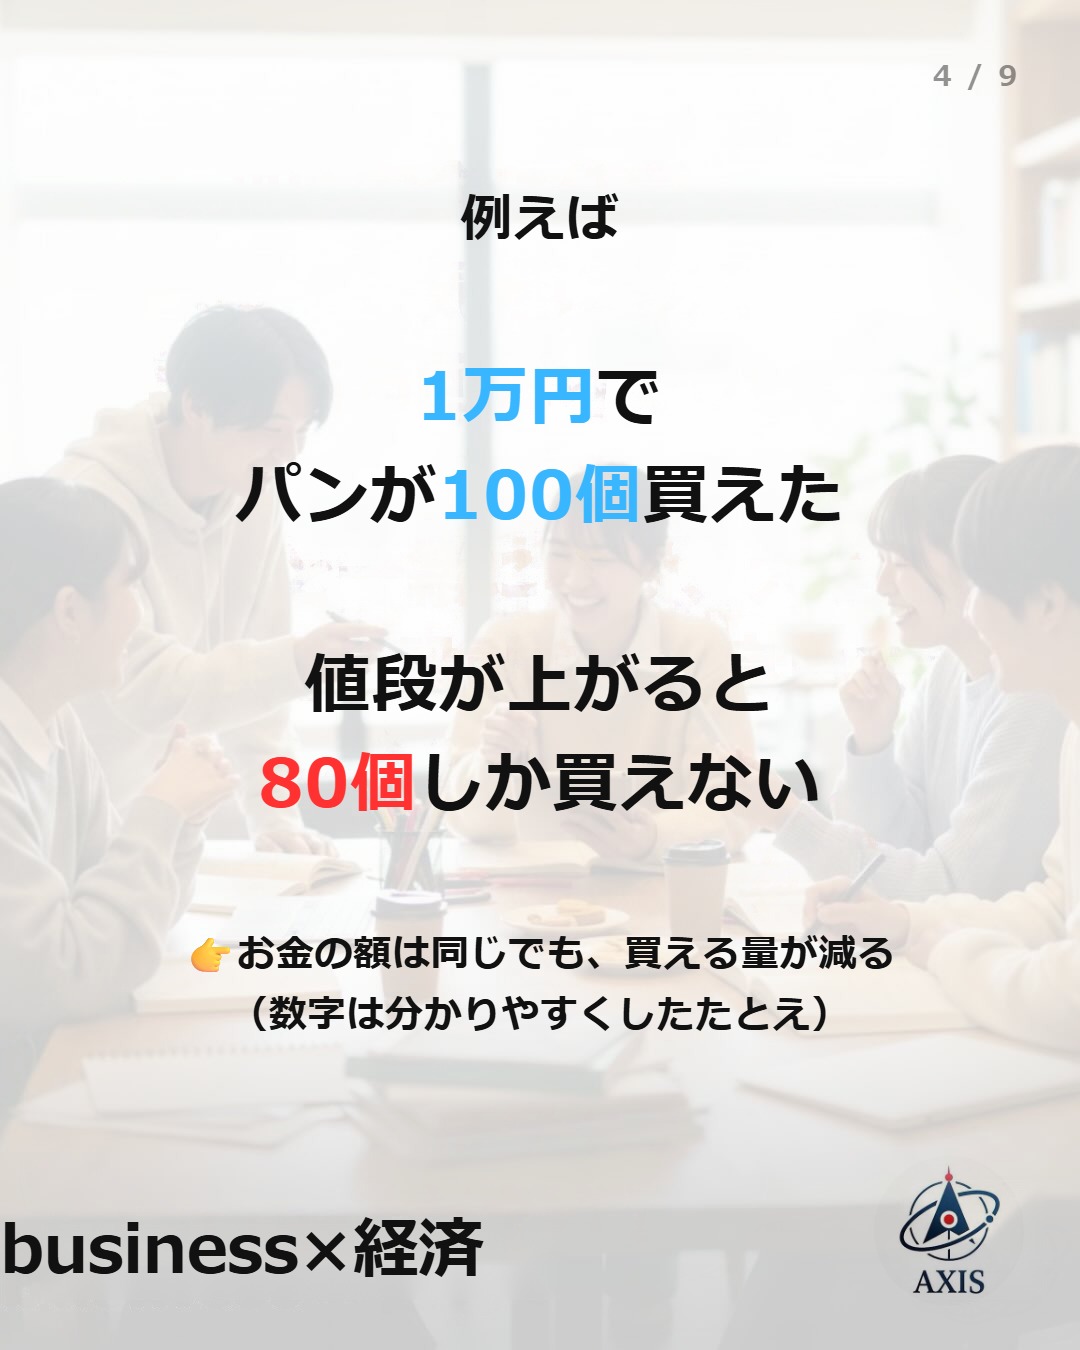 4 / 9
例えば
1万円で
パンが100個買えた
値段が上がると
80個しか買えない
👉お金の額は同じでも、買える量が減る
（数字は分かりやすくしたたとえ）
business×経済
AXIS